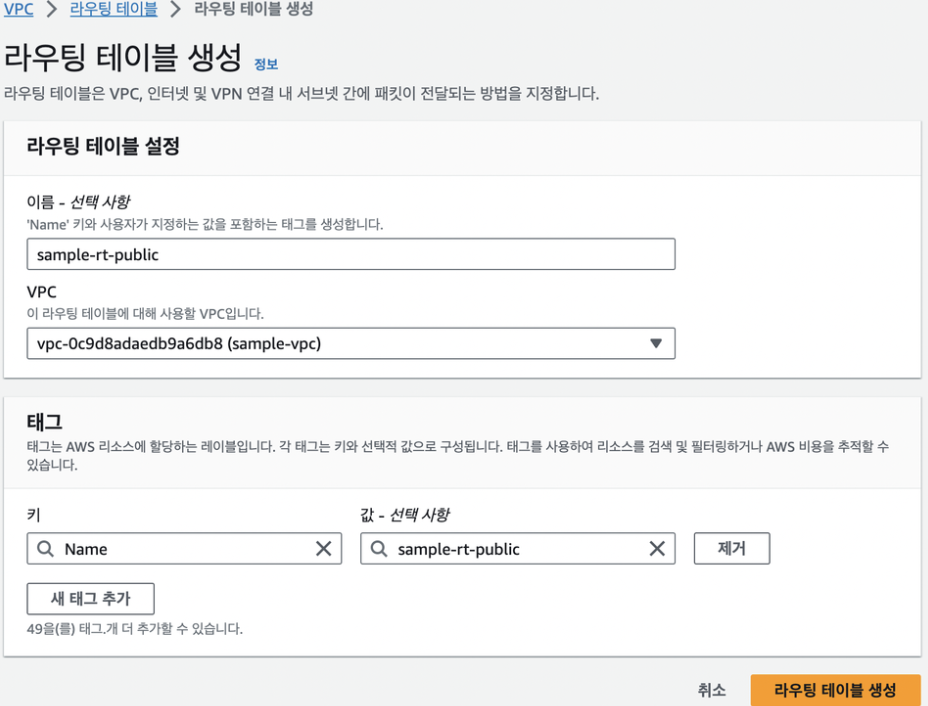 VPC > 라우팅 테이블 > 라우팅 테이블 생성
라우팅 테이블 생성 정보
라우팅 테이블은 VPC, 인터넷 및 VPN 연결 내 서브넷 간에 패킷이 전달되는 방법을 지정합니다.
라우팅 테이블 설정
이름 - 선택 사항
'Name' 키와 사용자가 지정하는 값을 포함하는 태그를 생성합니다.
sample-rt-public
VPC
이 라우팅 테이블에 대해 사용할 VPC입니다.
vpc-0c9d8adaedb9a6db8 (sample-vpc)
태그
태그는 AWS 리소스에 할당하는 레이블입니다. 각 태그는 키와 선택적 값으로 구성됩니다. 태그를 사용하여 리소스를 검색 및 필터링하거나 AWS 비용을 추적할 수
있습니다.
키 값 - 선택 사항
Name sample-rt-public 제거
새 태그 추가
49을(를) 태그.개 더 추가할 수 있습니다.
취소 라우팅 테이블 생성